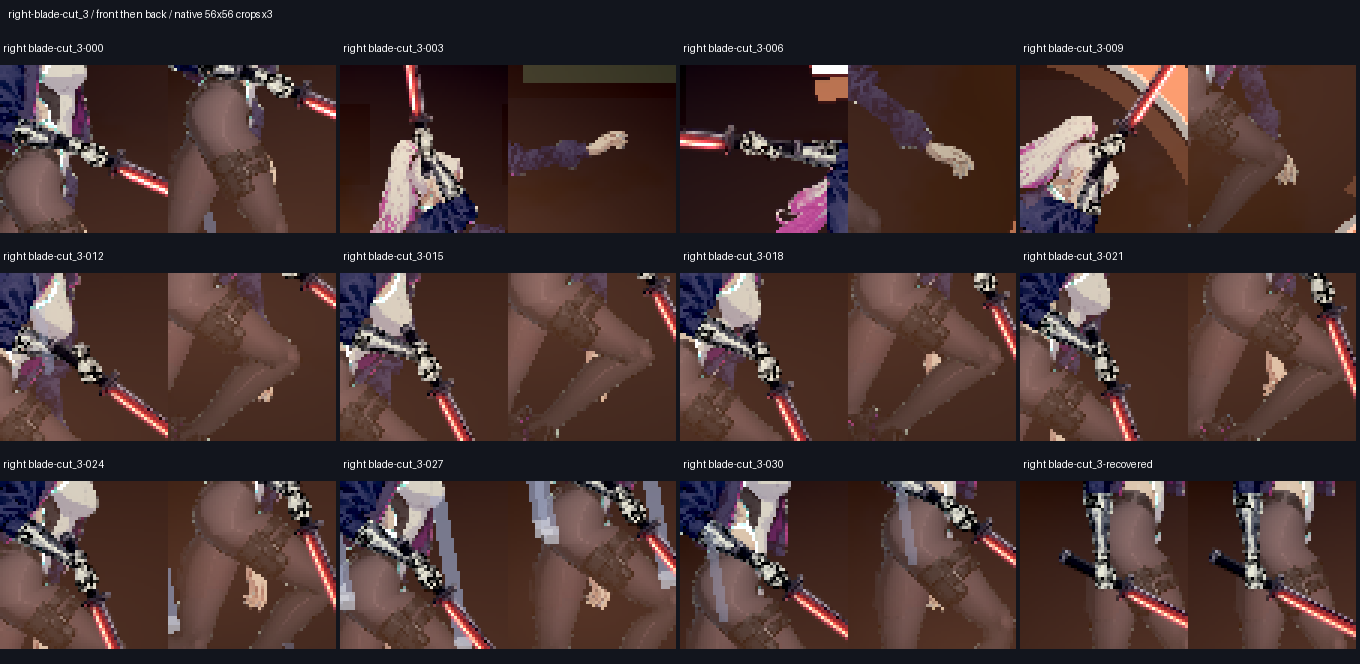 right-blade-cut_3 / front then back / native 56x56 crops x3
right blade-cut_3-000
right blade-cut_3-003
right blade-cut_3-006
right blade-cut_3-009
right blade-cut_3-012
right blade-cut_3-015
right blade-cut_3-018
right blade-cut_3-021
right blade-cut_3-024
right blade-cut_3-027
right blade-cut_3-030
right blade-cut_3-recovered